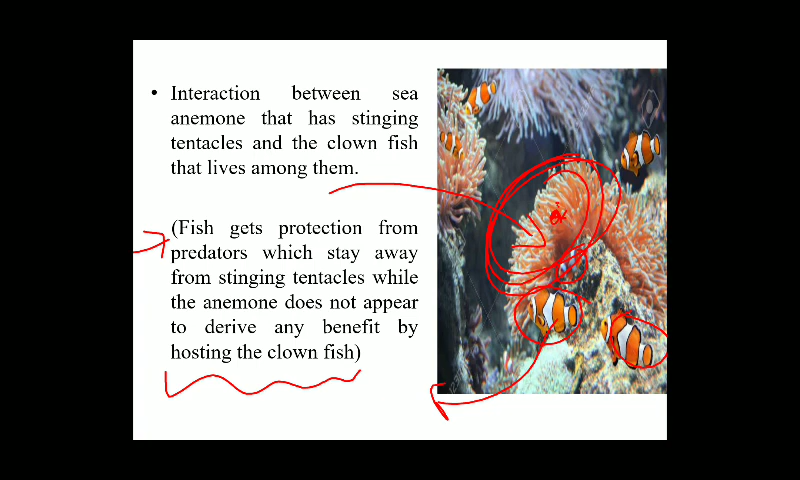 • Interaction between sea
anemone that has stinging
tentacles and the clown fish
that lives among them.
(Fish gets protection from
predators which stay away
from stinging tentacles while
the anemone does not appear
to derive any benefit by
hosting the clown fish)